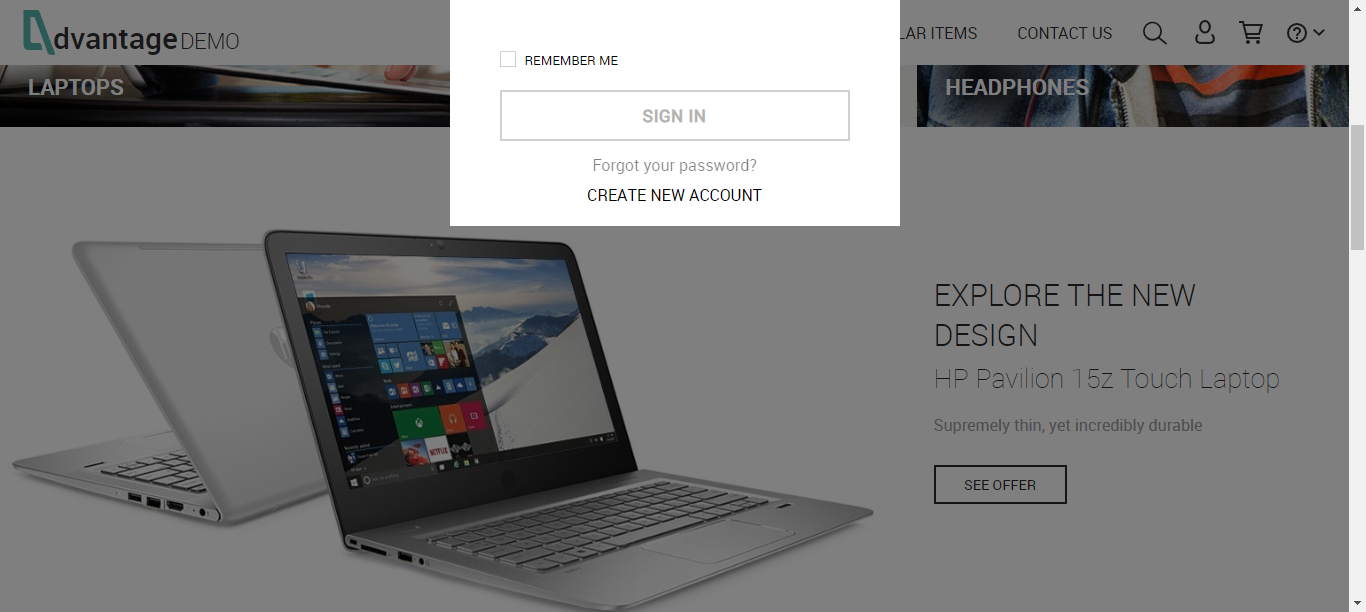 dvantage DEMO
LAR ITEMS
CONTACT US
LAPTOPS
HEADPHONES
REMEMBER ME
SIGN IN
Forgot your password?
CREATE NEW ACCOUNT
EXPLORE THE NEW
DESIGN
HP Pavilion 15z Touch Laptop
Supremely thin, yet incredibly durable
SEE OFFER
NETFLIX